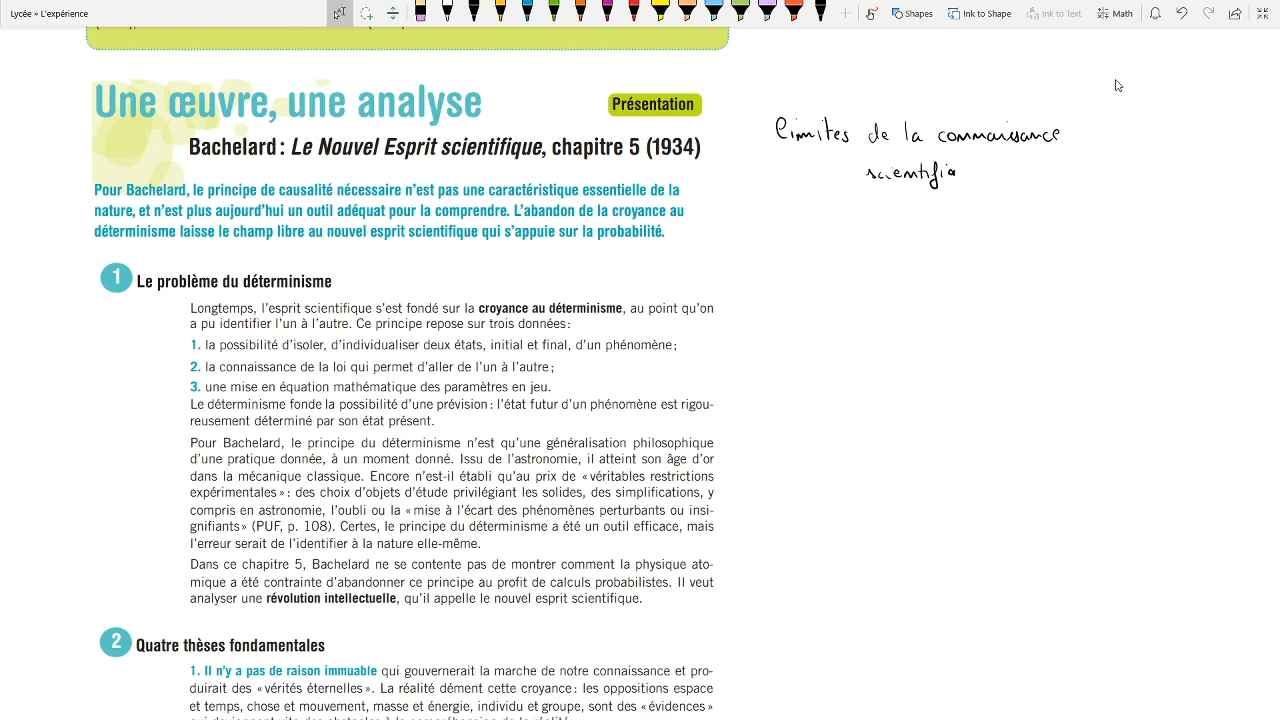 Lycée » L'expérience
Shapes
Ink to Shape
Ink to Text
Math
Une œuvre, une analyse
Présentation
Bachelard : Le Nouvel Esprit scientifique, chapitre 5 (1934)
Pour Bachelard, le principe de causalité nécessaire n'est pas une caractéristique essentielle de la
nature, et n'est plus aujourd'hui un outil adéquat pour la comprendre. L'abandon de la croyance au
déterminisme laisse le champ libre au nouvel esprit scientifique qui s'appuie sur la probabilité.
1 Le problème du déterminisme
Longtemps, l'esprit scientifique s'est fondé sur la croyance au déterminisme, au point qu'on
a pu identifier l'un à l'autre. Ce principe repose sur trois données :
1. la possibilité d'isoler, d'individualiser deux états, initial et final, d'un phénomène ;
2. la connaissance de la loi qui permet d'aller de l'un à l'autre ;
3. une mise en équation mathématique des paramètres en jeu.
Le déterminisme fonde la possibilité d'une prévision : l'état futur d'un phénomène est rigou-
reusement déterminé par son état présent.
Pour Bachelard, le principe du déterminisme n'est qu'une généralisation philosophique
d'une pratique donnée, à un moment donné. Issu de l'astronomie, il atteint son âge d'or
dans la mécanique classique. Encore n'est-il établi qu'au prix de « véritables restrictions
expérimentales » : des choix d'objets d'étude privilégiant les solides, des simplifications, y
compris en astronomie, l'oubli ou la « mise à l'écart des phénomènes perturbants ou insi-
gnifiants » (PUF, p. 108). Certes, le principe du déterminisme a été un outil efficace, mais
l'erreur serait de l'identifier à la nature elle-même.
Dans ce chapitre 5, Bachelard ne se contente pas de montrer comment la physique ato-
mique a été contrainte d'abandonner ce principe au profit de calculs probabilistes. Il veut
analyser une révolution intellectuelle, qu'il appelle le nouvel esprit scientifique.
2 Quatre thèses fondamentales
1. Il n'y a pas de raison immuable qui gouvernerait la marche de notre connaissance et pro-
duirait des « vérités éternelles ». La réalité dément cette croyance : les oppositions espace
et temps, chose et mouvement, masse et énergie, individu et groupe, sont des « évidences »
limites de la connaissance
scientifi